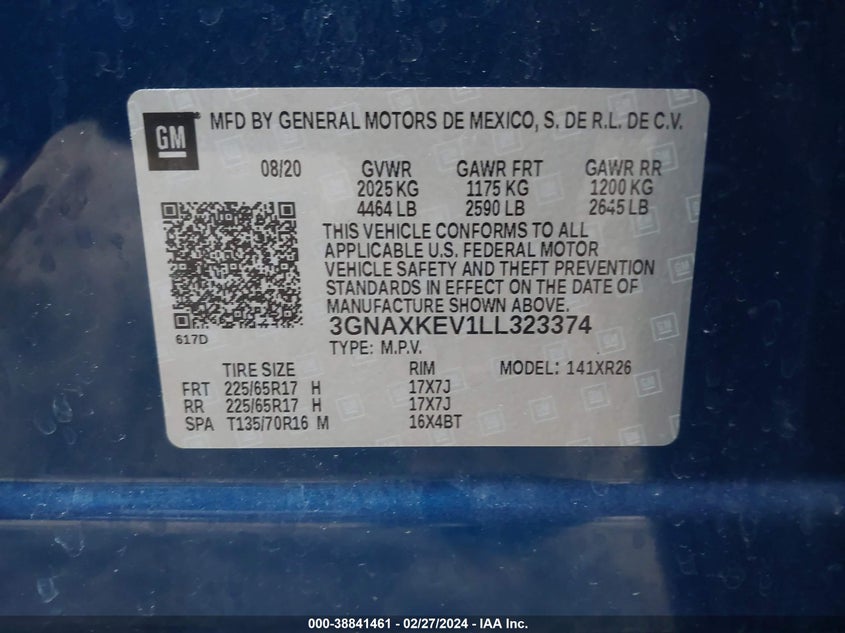 GM
MFD BY GENERAL MOTORS DE MEXICO, S. DE R.L. DE C.V.
08/20 GVWR GAWR FRT GAWR RR
2025 KG 1175 KG 1200 KG
4464 LB 2590 LB 2645 LB
THIS VEHICLE CONFORMS TO ALL
APPLICABLE U.S. FEDERAL MOTOR
VEHICLE SAFETY AND THEFT PREVENTION
STANDARDS IN EFFECT ON THE DATE OF
MANUFACTURE SHOWN ABOVE.
617D
3GNAXKEV1LL323374
TYPE: M.P.V.
TIRE SIZE RIM MODEL: 141XR26
FRT 225/65R17 H 17X7J
RR 225/65R17 H 17X7J
SPA T135/70R16 M 16X4BT
000-38841461 - 02/27/2024 - IAA Inc.